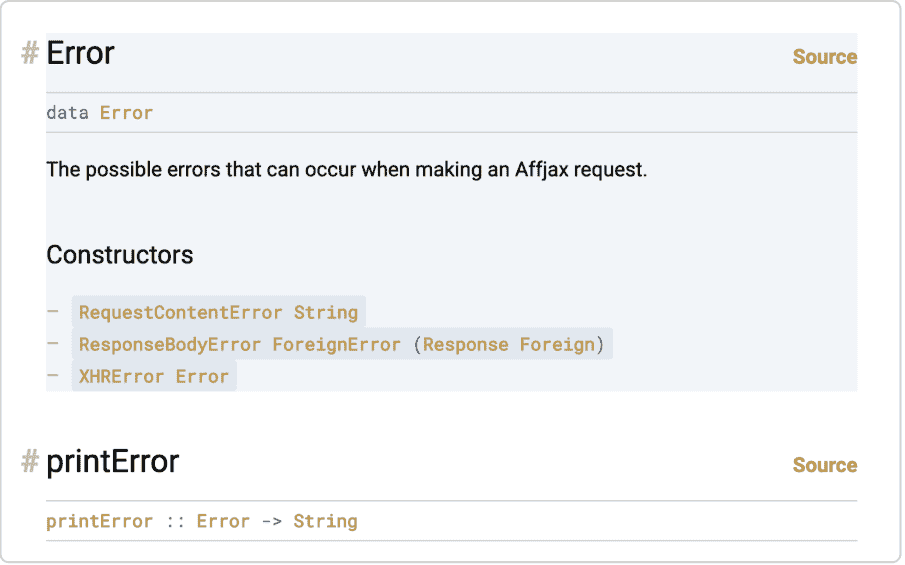 # Error
Source
data Error
The possible errors that can occur when making an Affjax request.
Constructors
– RequestContentError String
– ResponseBodyError ForeignError (Response Foreign)
– XHRError Error
# printError
Source
printError :: Error -> String